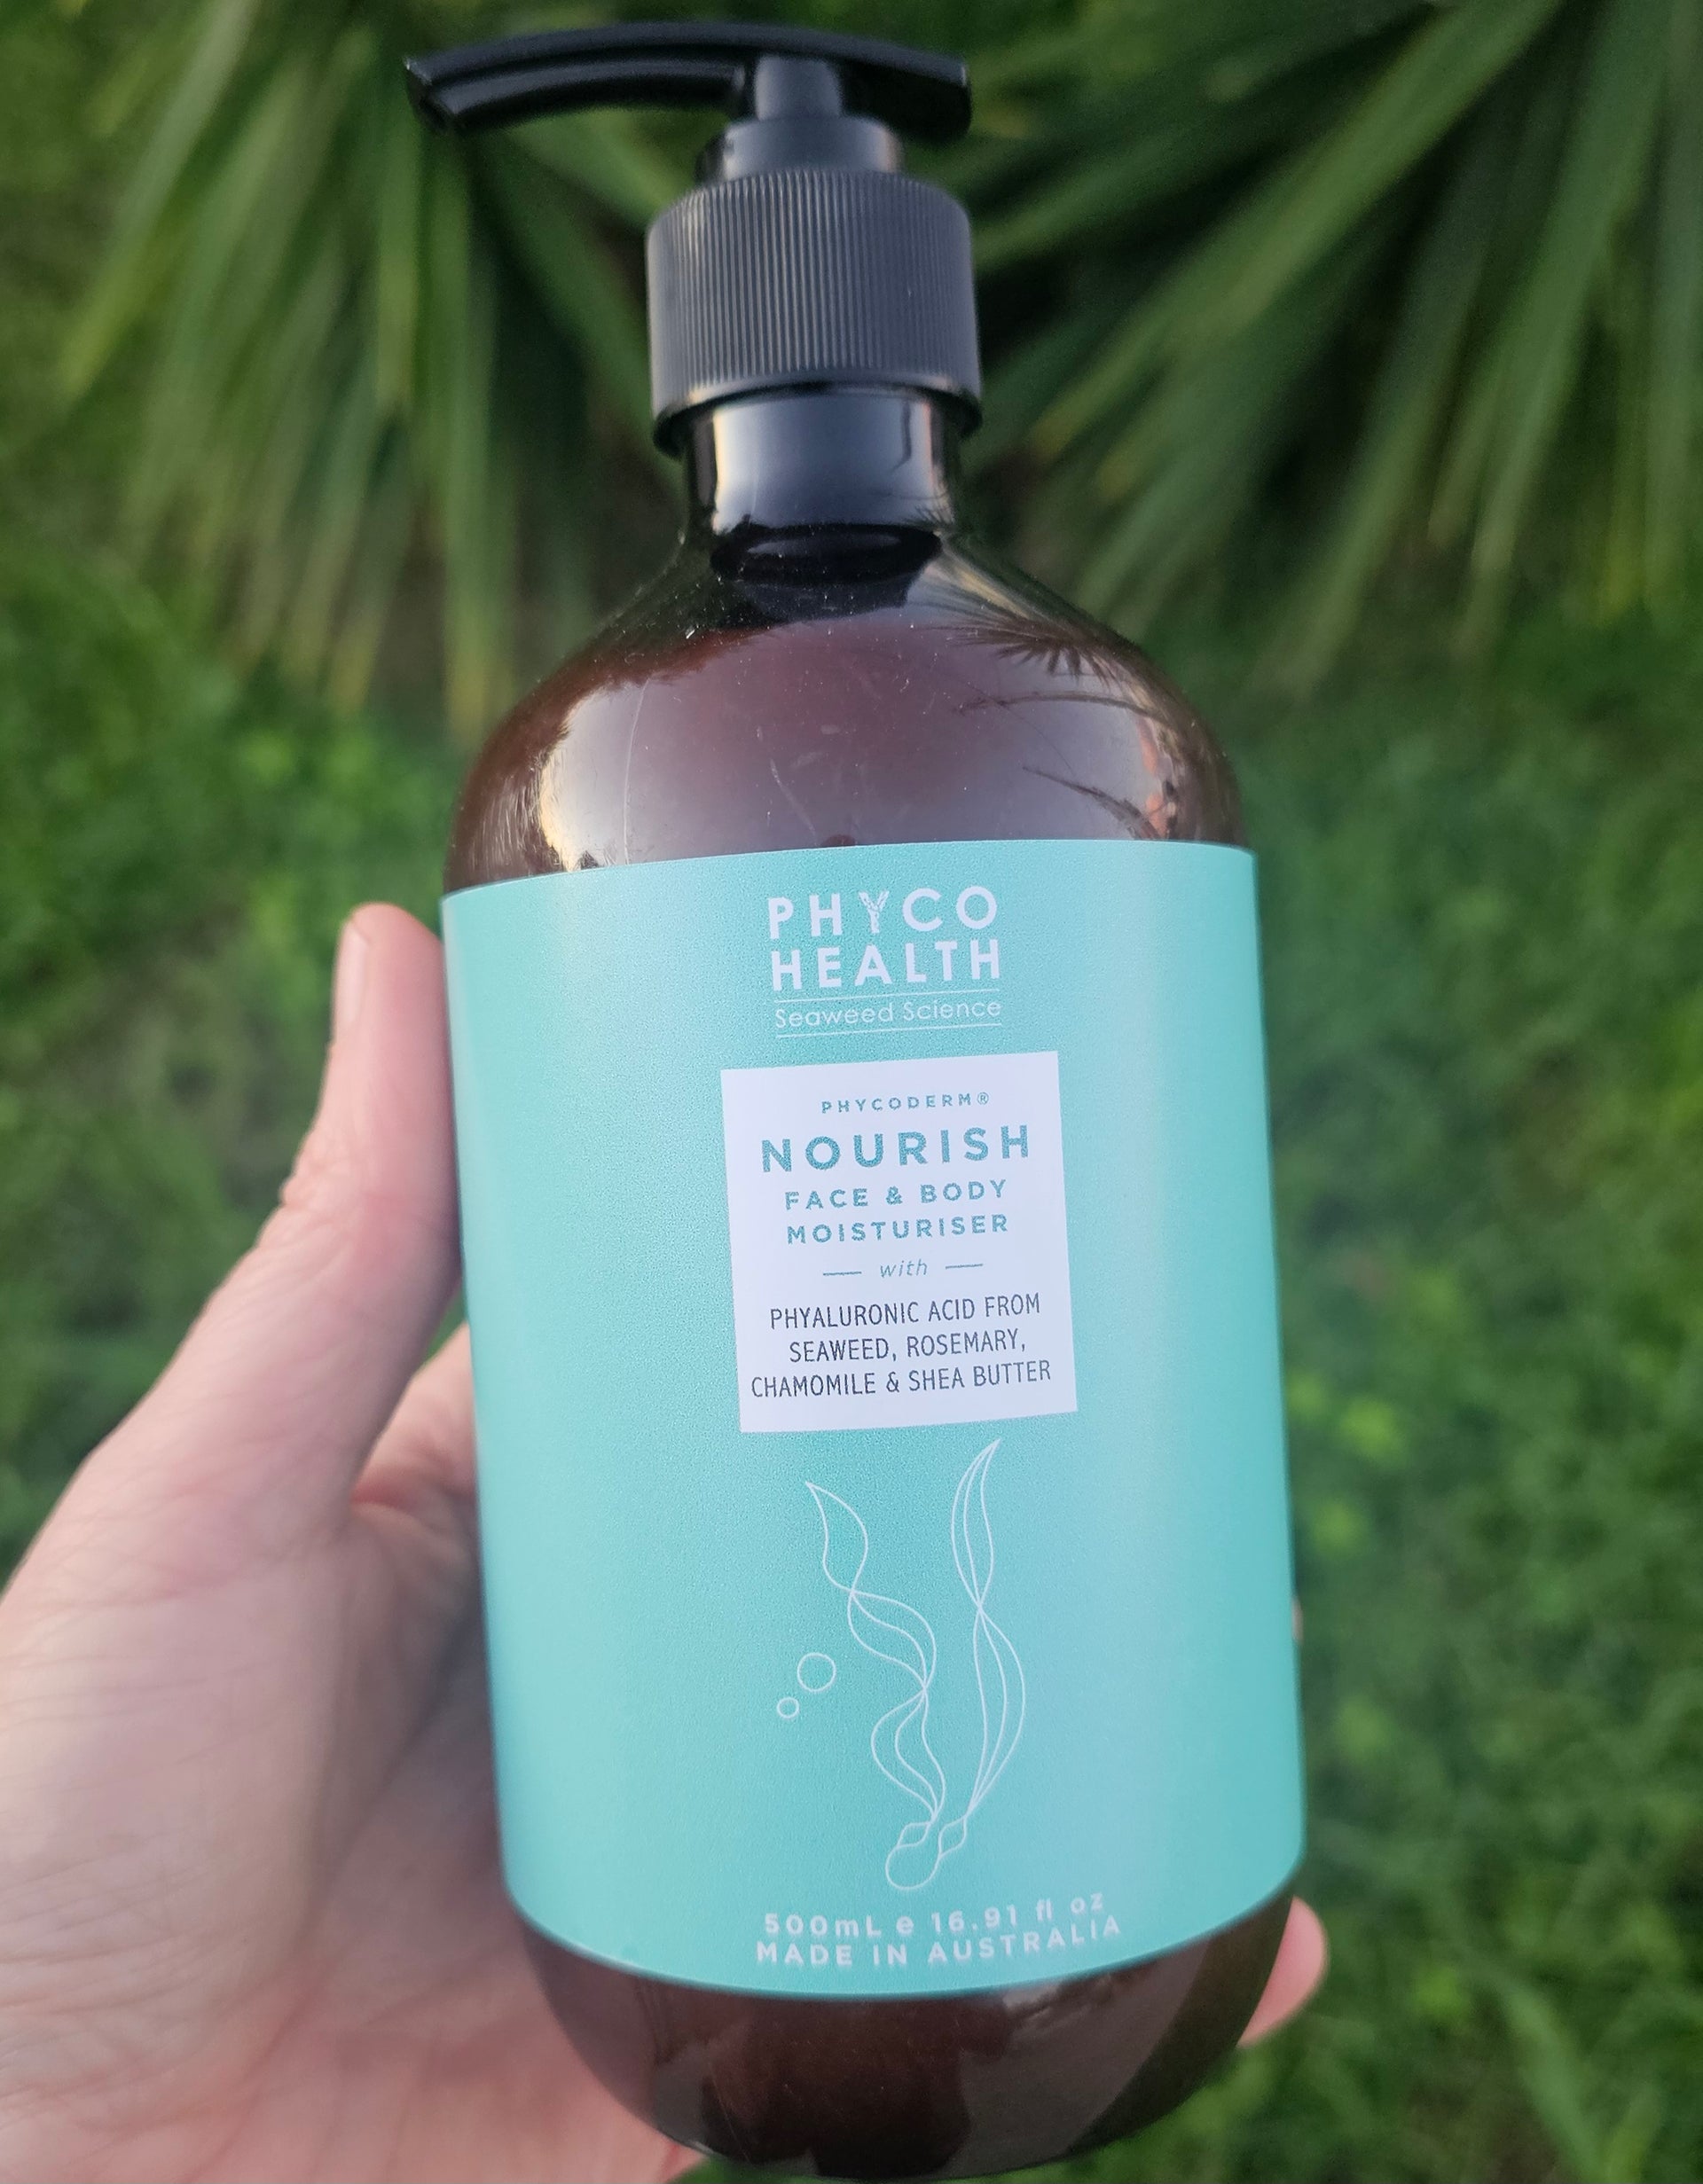 PHYCO
HEALTH
Seaweed Science
PHYCODERM®
NOURISH
FACE & BODY
MOISTURISER
with
PHYALURONIC ACID FROM
SEAWEED, ROSEMARY,
CHAMOMILE & SHEA BUTTER
500mL e 16.91 fl oz
MADE IN AUSTRALIA